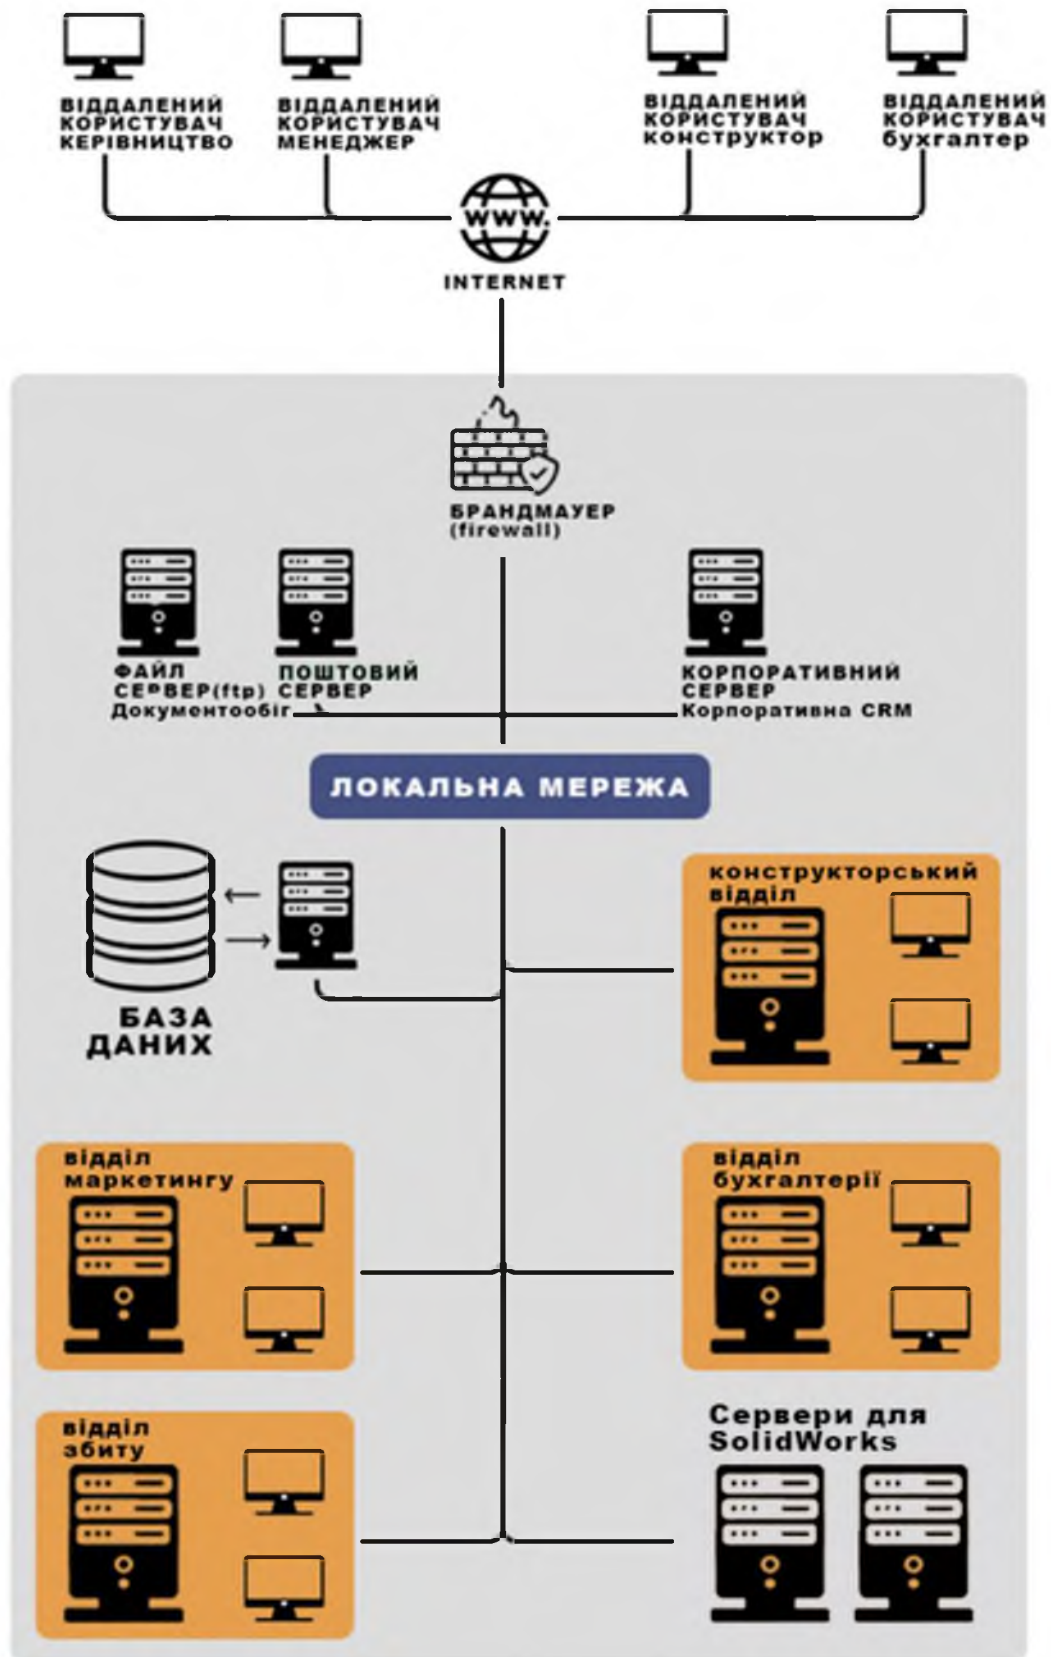 ВІДДАЛЕНИЙ
КОРИСТУВАЧ
КЕРІВНИЦТВО
ВІДДАЛЕНИЙ
КОРИСТУВАЧ
МЕНЕДЖЕР
ВІДДАЛЕНИЙ
КОРИСТУВАЧ
конструктор
ВІДДАЛЕНИЙ
КОРИСТУВАЧ
бухгалтер
WWW.
INTERNET
БРАНДМАУЕР
(firewall)
ФАЙЛ
СЕРВЕР(ftp)
Документообіг
ПОШТОВИЙ
СЕРВЕР
КОРПОРАТИВНИЙ
СЕРВЕР
Корпоративна CRM
ЛОКАЛЬНА МЕРЕЖА
БАЗА
ДАНИХ
конструкторський
відділ
відділ
маркетингу
відділ
бухгалтерії
відділ
збиту
Сервери для
SolidWorks